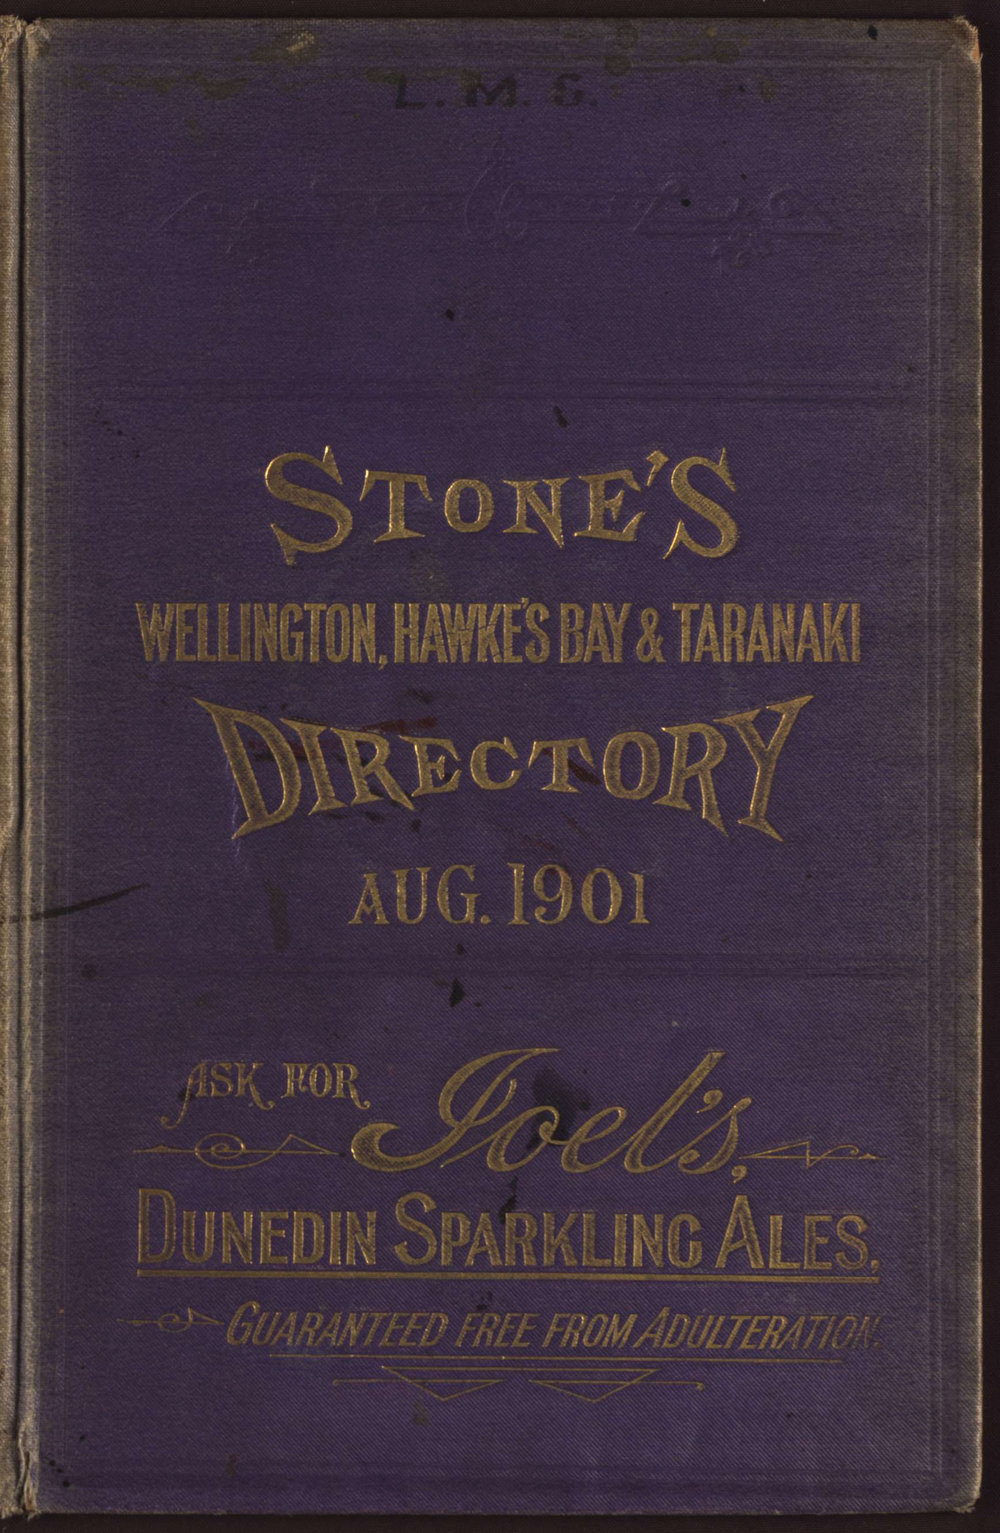 L. M. S.
STONE'S
WELLINGTON, HAWKE'S BAY & TARANAKI
DIRECTORY
AUG. 1901
ASK FOR Joel's,
DUNEDIN SPARKLING ALES.
GUARANTEED FREE FROM ADULTERATION.